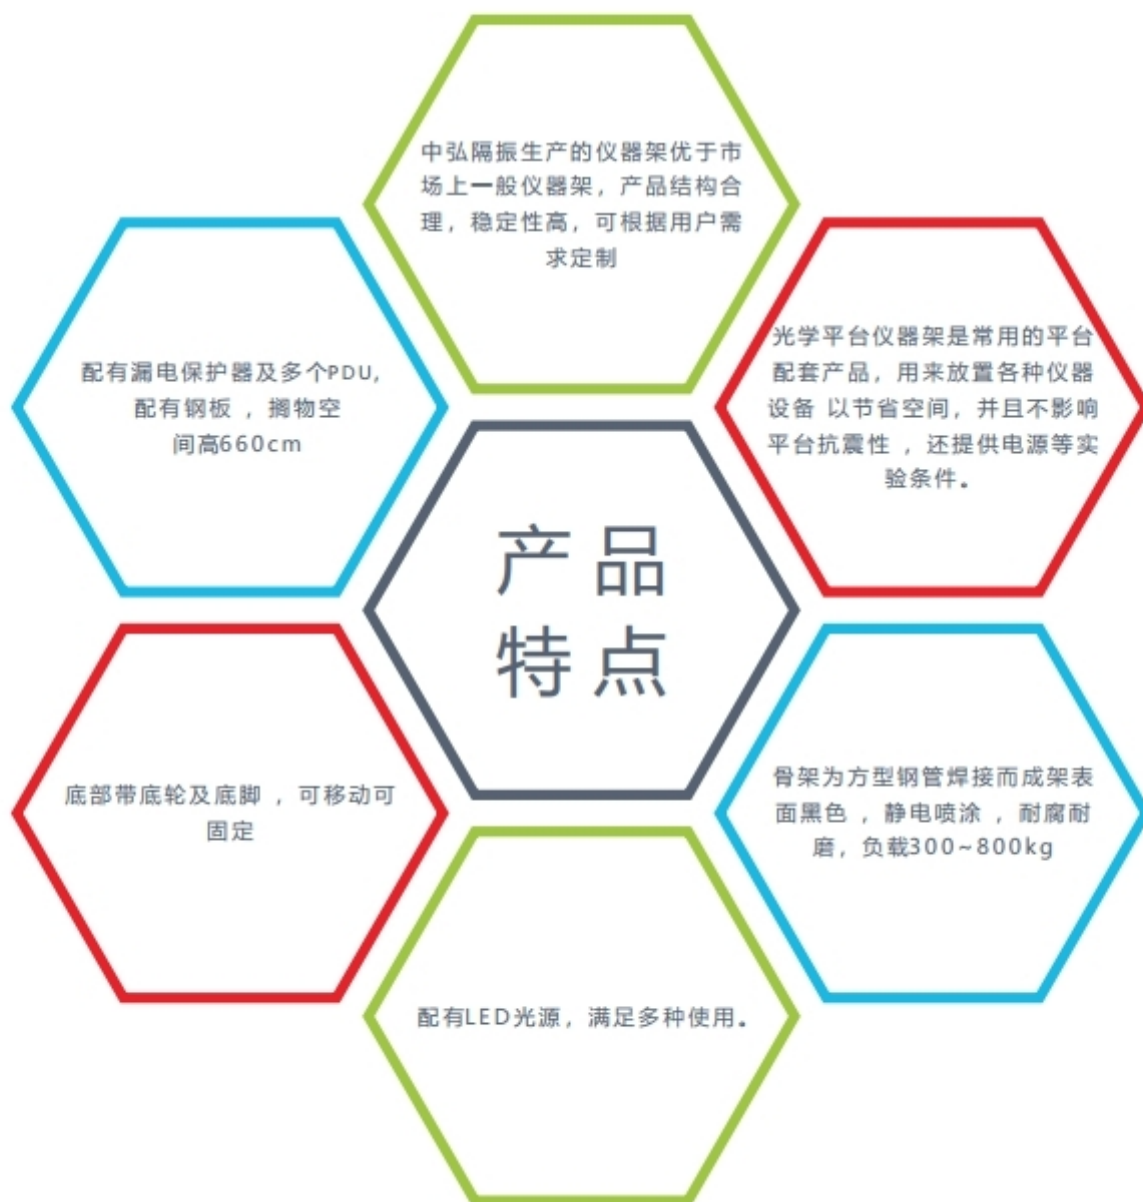 中弘隔振生产的仪器架优于市
场上一般仪器架，产品结构合
理，稳定性高，可根据用户需
求定制
光学平台仪器架是常用的平台
配套产品，用来放置各种仪器
设备 以节省空间，并且不影响
平台抗震性 ，还提供电源等实
验条件。
配有漏电保护器及多个PDU,
配有钢板 ，搁物空
间高660cm
产品
特点
骨架为方型钢管焊接而成架表
面黑色 ，静电喷涂 ，耐腐耐
磨，负载300~800kg
底部带底轮及底脚 ，可移动可
固定
配有LED光源，满足多种使用。